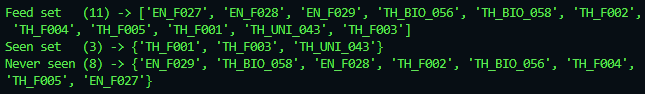 Feed set   (11) -> ['EN_F027', 'EN_F028', 'EN_F029', 'TH_BIO_056', 'TH_BIO_058', 'TH_F002',
'TH_F004', 'TH_F005', 'TH_F001', 'TH_UNI_043', 'TH_F003']
Seen set   (3) -> {'TH_F001', 'TH_F003', 'TH_UNI_043'}
Never seen (8) -> {'EN_F029', 'TH_BIO_058', 'EN_F028', 'TH_F002', 'TH_BIO_056', 'TH_F004',
'TH_F005', 'EN_F027'}